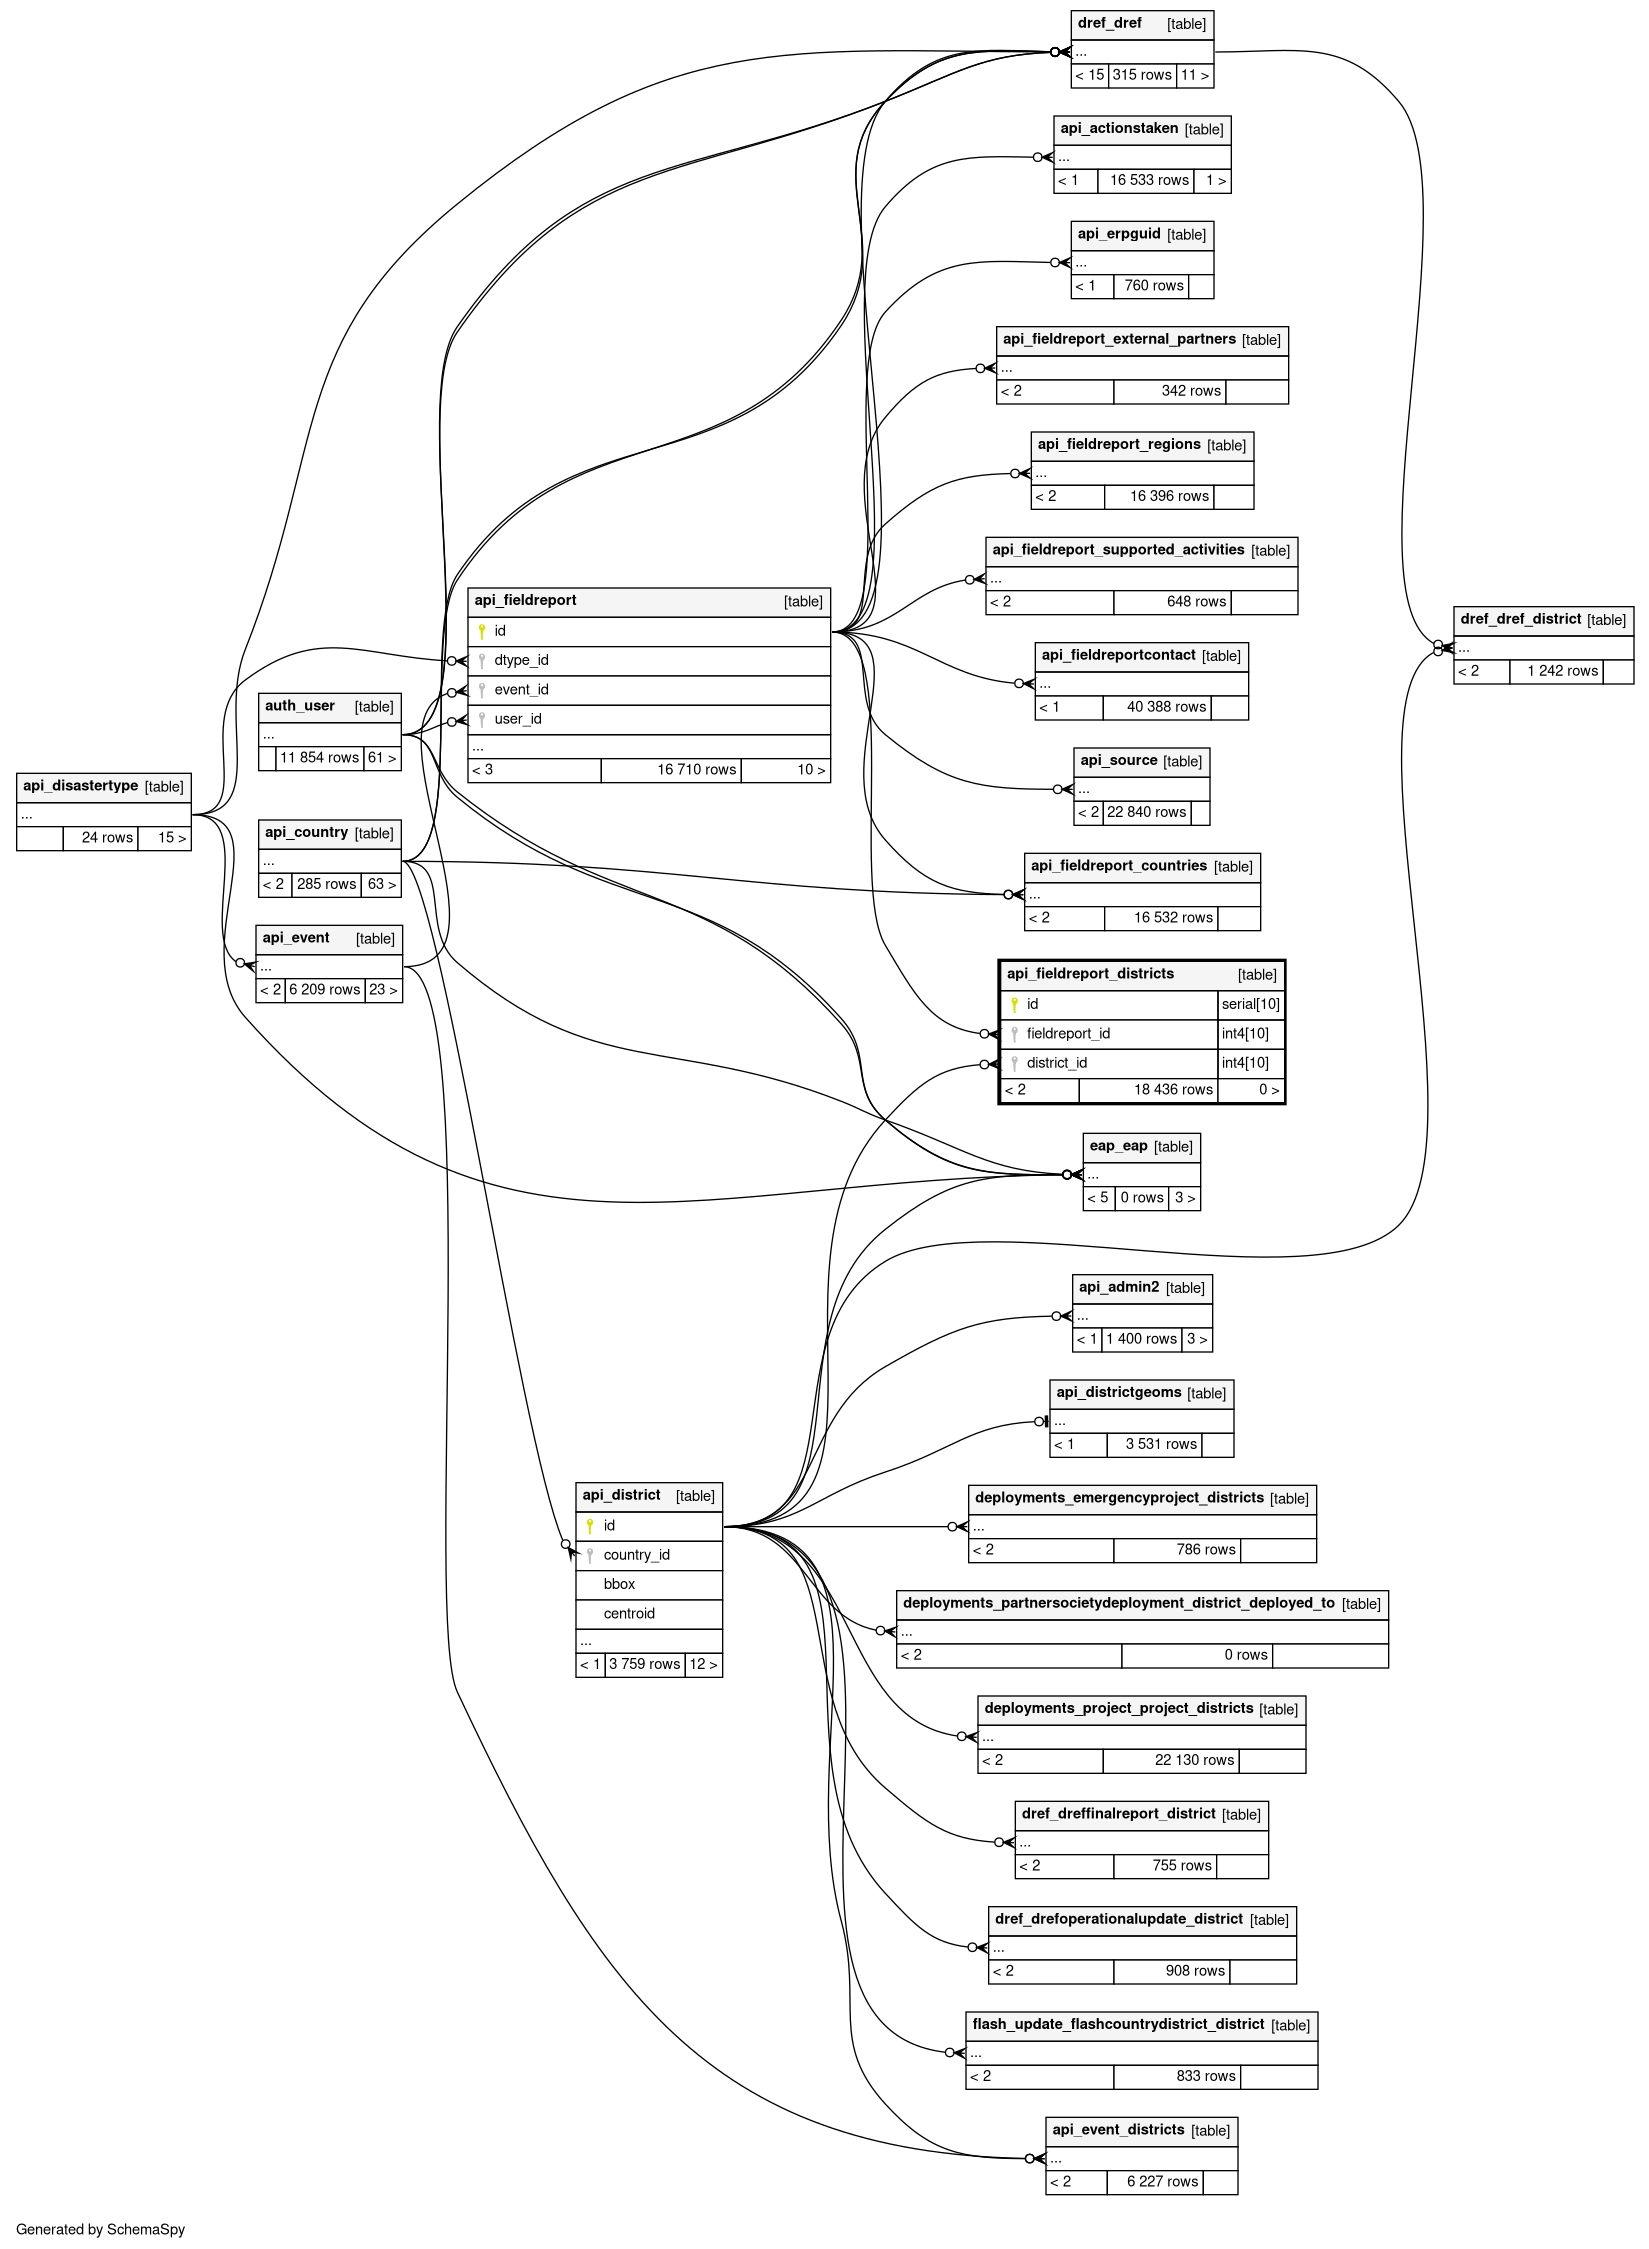 dref_dref [table]
...
< 15 315 rows 11 >
api_actionstaken [table]
...
< 1 16 533 rows 1 >
api_erpguid [table]
...
< 1 760 rows
api_fieldreport_external_partners [table]
...
< 2 342 rows
api_fieldreport_regions [table]
...
< 2 16 396 rows
api_fieldreport_supported_activities [table]
...
< 2 648 rows
api_fieldreport [table]
id
dtype_id
event_id
user_id
...
< 3 16 710 rows 10 >
dref_dref_district [table]
...
< 2 1 242 rows
api_fieldreportcontact [table]
...
< 1 40 388 rows
auth_user [table]
...
11 854 rows 61 >
api_source [table]
...
< 2 22 840 rows
api_disastertype [table]
...
24 rows 15 >
api_country [table]
...
< 2 285 rows 63 >
api_fieldreport_countries [table]
...
< 2 16 532 rows
api_event [table]
...
< 2 6 209 rows 23 >
api_fieldreport_districts [table]
id serial[10]
fieldreport_id int4[10]
district_id int4[10]
< 2 18 436 rows 0 >
eap_eap [table]
...
< 5 0 rows 3 >
api_admin2 [table]
...
< 1 1 400 rows 3 >
api_districtgeoms [table]
...
< 1 3 531 rows
api_district [table]
id
country_id
bbox
centroid
...
< 1 3 759 rows 12 >
deployments_emergencyproject_districts [table]
...
< 2 786 rows
deployments_partnersocietydeployment_district_deployed_to [table]
...
< 2 0 rows
deployments_project_project_districts [table]
...
< 2 22 130 rows
dref_dreffinalreport_district [table]
...
< 2 755 rows
dref_drefoperationalupdate_district [table]
...
< 2 908 rows
flash_update_flashcountrydistrict_district [table]
...
< 2 833 rows
api_event_districts [table]
...
< 2 6 227 rows
Generated by SchemaSpy